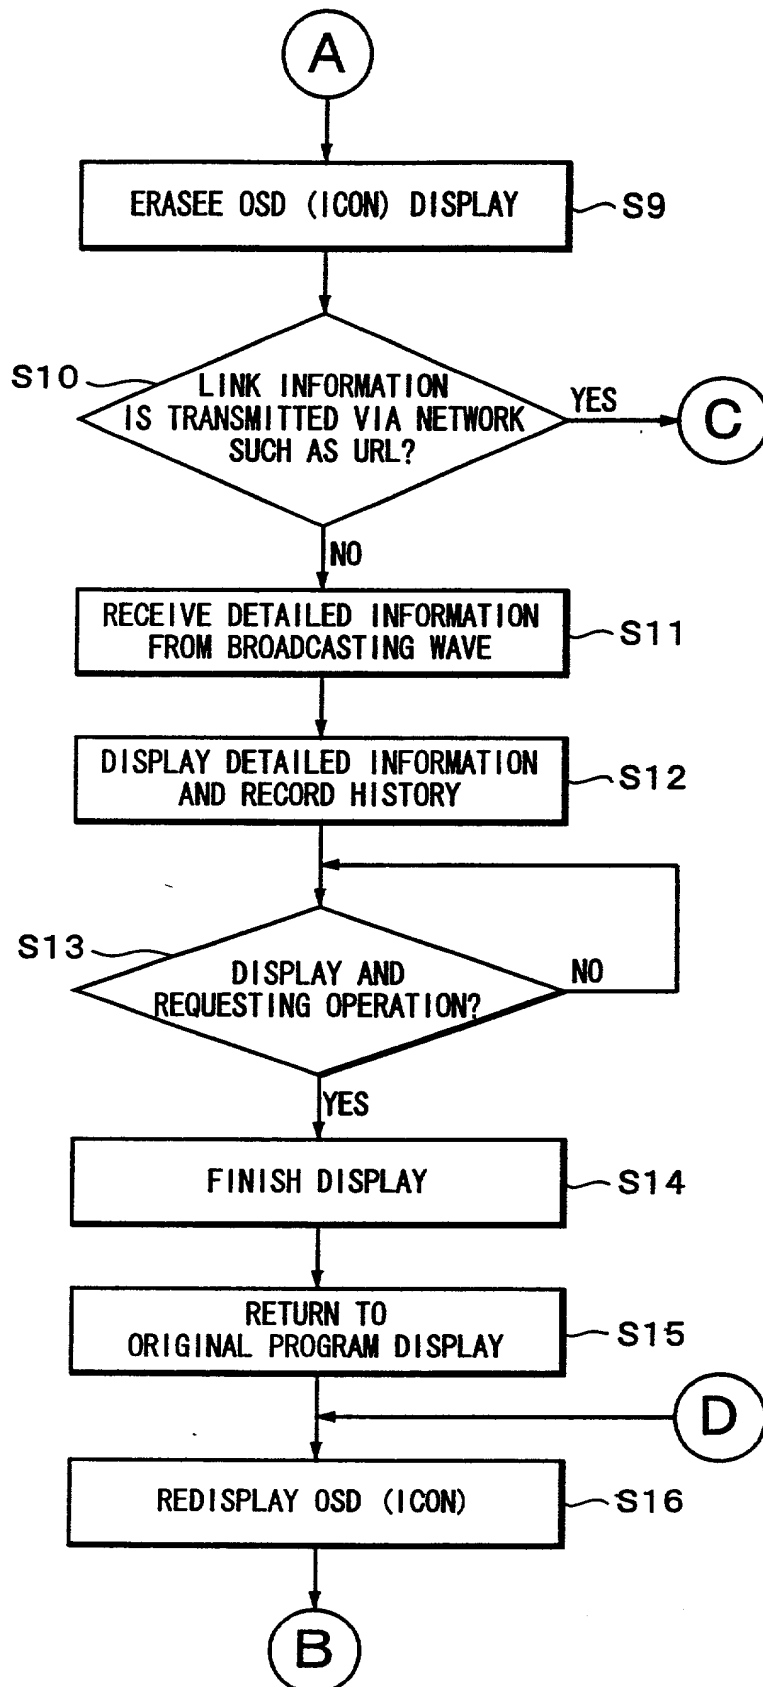 A
ERASEE OSD (ICON) DISPLAY
S9
S10
LINK INFORMATION
IS TRANSMITTED VIA NETWORK
SUCH AS URL?
YES
C
NO
RECEIVE DETAILED INFORMATION
FROM BROADCASTING WAVE
S11
DISPLAY DETAILED INFORMATION
AND RECORD HISTORY
S12
S13
DISPLAY AND
REQUESTING OPERATION?
NO
YES
FINISH DISPLAY
S14
RETURN TO
ORIGINAL PROGRAM DISPLAY
S15
D
REDISPLAY OSD (ICON)
S16
B